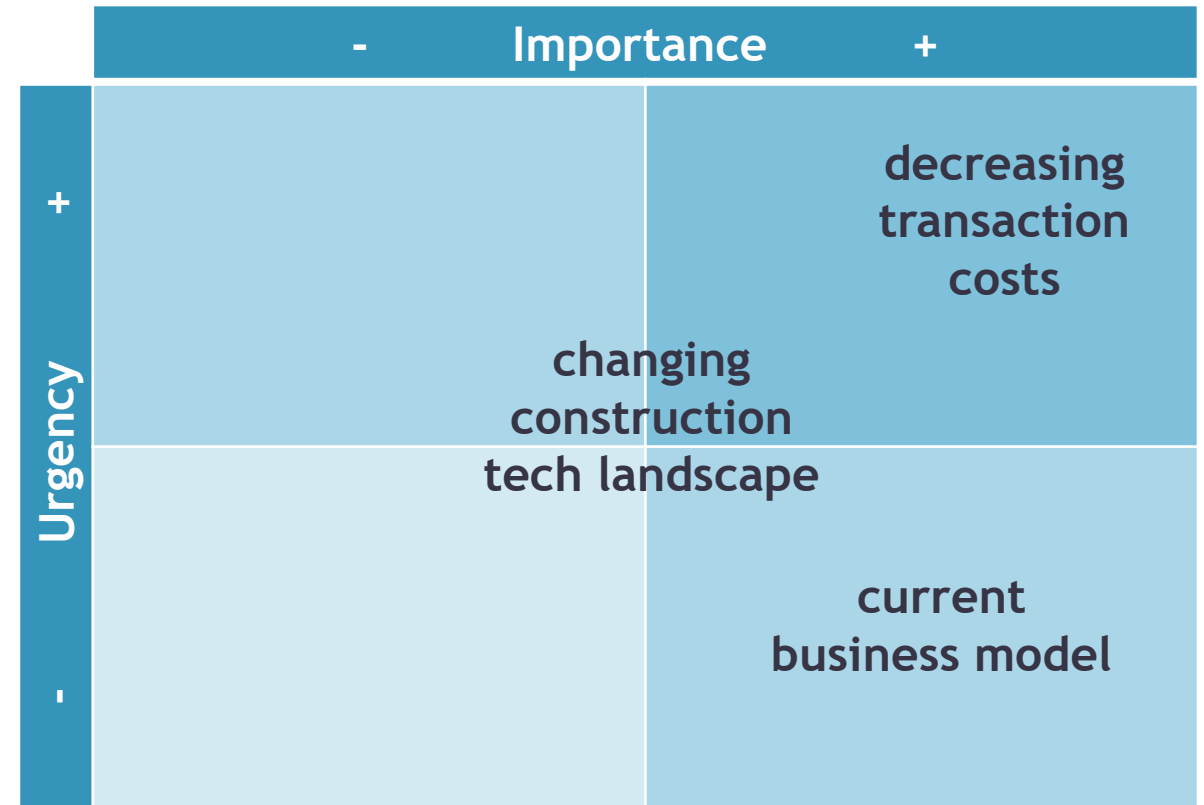 - Importance +
+
Urgency
-
decreasing
transaction
costs
changing
construction
tech landscape
current
business model